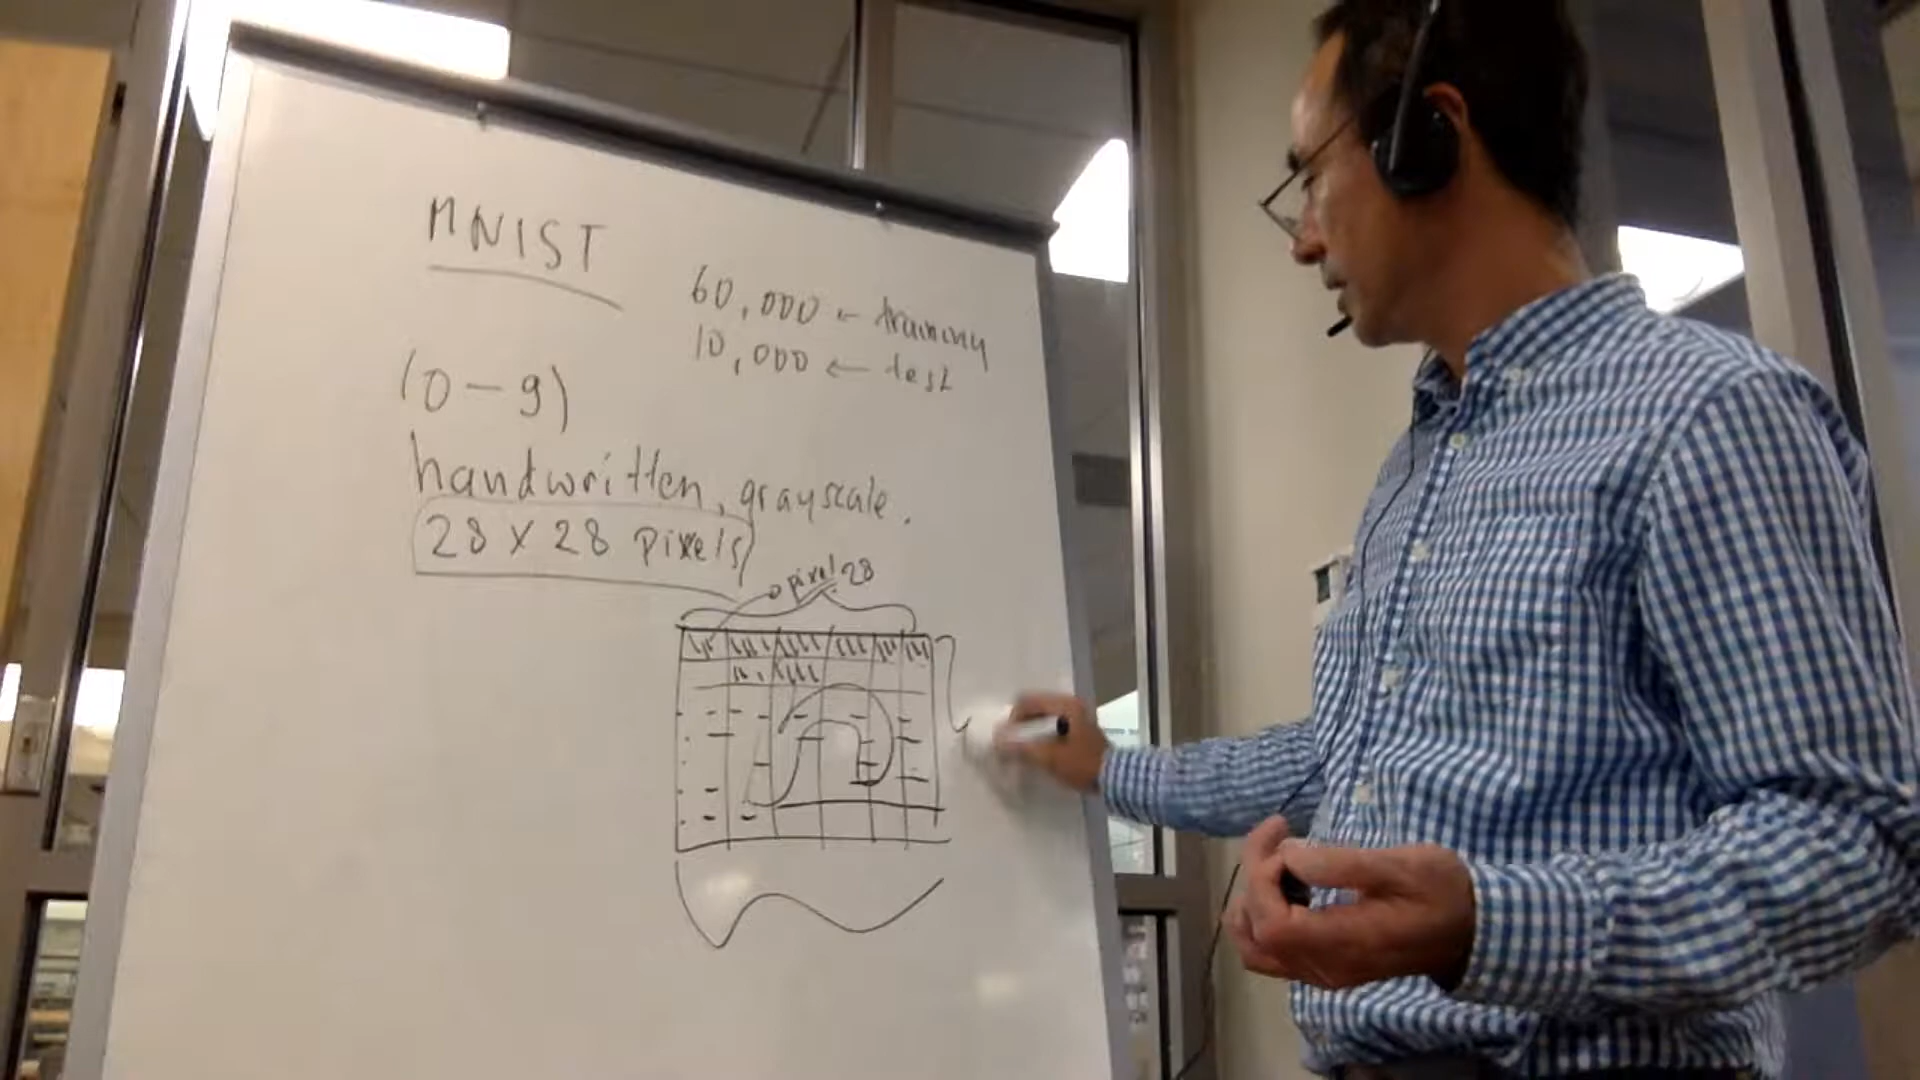 MNIST
60,000 ← training
10,000 ← test
(0-9)
handwritten, grayscale.
28 x 28 pixels
pixel 28